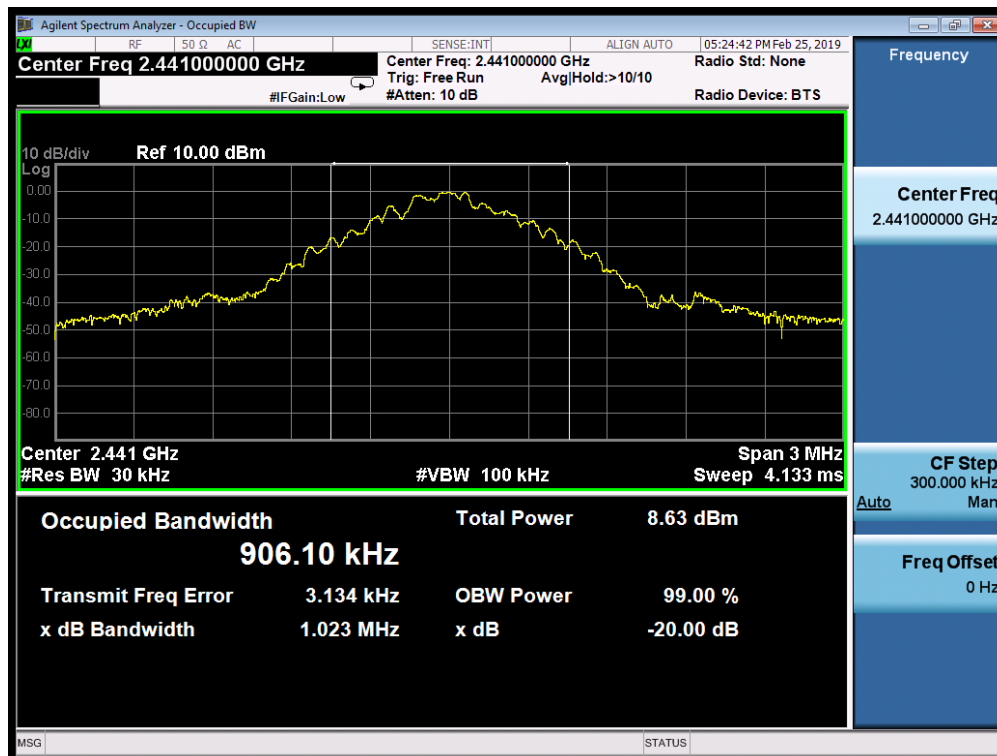 Agilent Spectrum Analyzer - Occupied BW
LXI RF 50 Ω AC SENSE:INT ALIGN AUTO 05:24:42 PM Feb 25, 2019
Center Freq 2.441000000 GHz
#IFGain:Low
Center Freq: 2.441000000 GHz
Trig: Free Run Avg|Hold:>10/10
#Atten: 10 dB
Radio Std: None
Radio Device: BTS
10 dB/div Ref 10.00 dBm
Log
0.00
-10.0
-20.0
-30.0
-40.0
-50.0
-60.0
-70.0
-80.0
Center 2.441 GHz Span 3 MHz
#Res BW 30 kHz #VBW 100 kHz Sweep 4.133 ms
Occupied Bandwidth Total Power 8.63 dBm
906.10 kHz
Transmit Freq Error 3.134 kHz OBW Power 99.00 %
x dB Bandwidth 1.023 MHz x dB -20.00 dB
MSG STATUS
Frequency
Center Freq
2.441000000 GHz
CF Step
300.000 kHz
Auto Man
Freq Offset
0 Hz